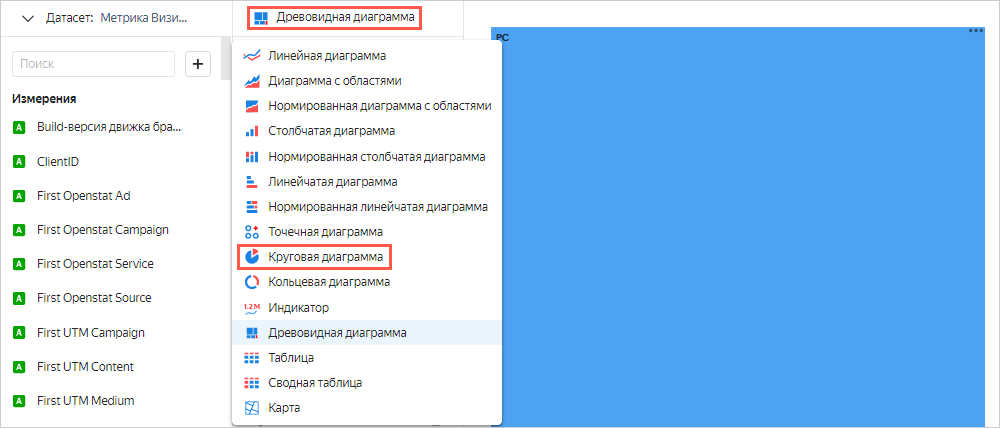 Датасет: Метрика Визи...
Древовидная диаграмма
Поиск
Измерения
Build-версия движка бра...
ClientID
First Openstat Ad
First Openstat Campaign
First Openstat Service
First Openstat Source
First UTM Campaign
First UTM Content
First UTM Medium
Линейная диаграмма
Диаграмма с областями
Нормированная диаграмма с областями
Столбчатая диаграмма
Нормированная столбчатая диаграмма
Линейчатая диаграмма
Нормированная линейчатая диаграмма
Точечная диаграмма
Круговая диаграмма
Кольцевая диаграмма
1.2M Индикатор
Древовидная диаграмма
Таблица
Сводная таблица
Карта
PC